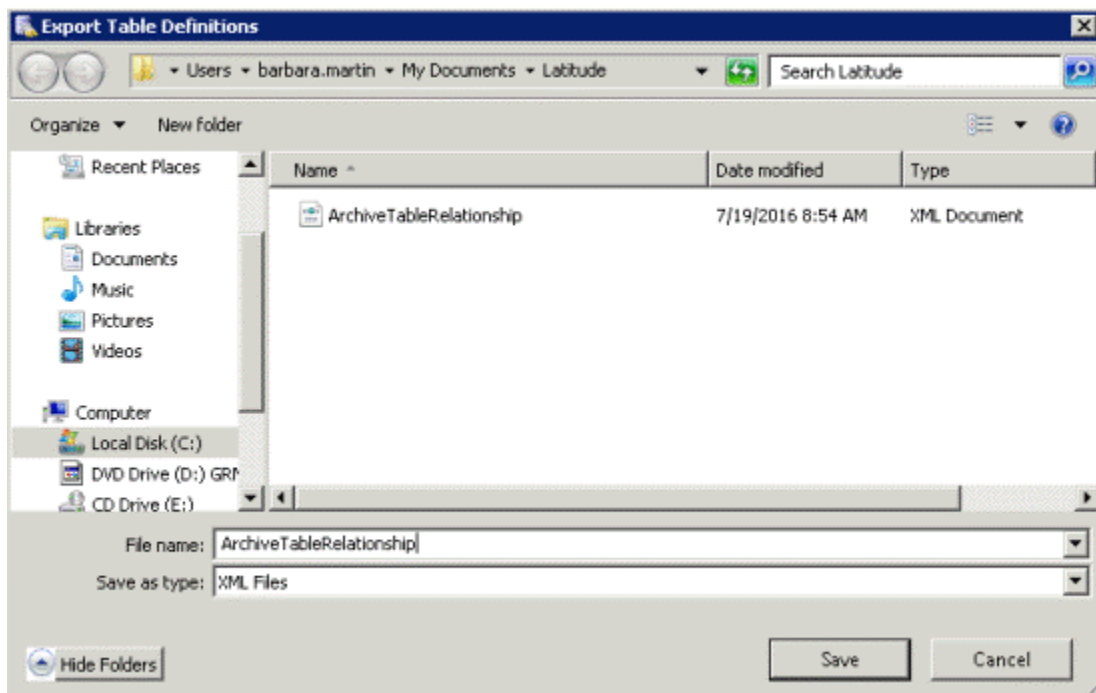 Export Table Definitions
Users barbara.martin My Documents Latitude Search Latitude
Organize New folder
Name Date modified Type
Recent Places
ArchiveTableRelationship 7/19/2016 8:54 AM XML Document
Libraries
Documents
Music
Pictures
Videos
Computer
Local Disk (C:)
DVD Drive (D:)
CD Drive (E:)
File name: ArchiveTableRelationship
Save as type: XML Files
Hide Folders Save Cancel